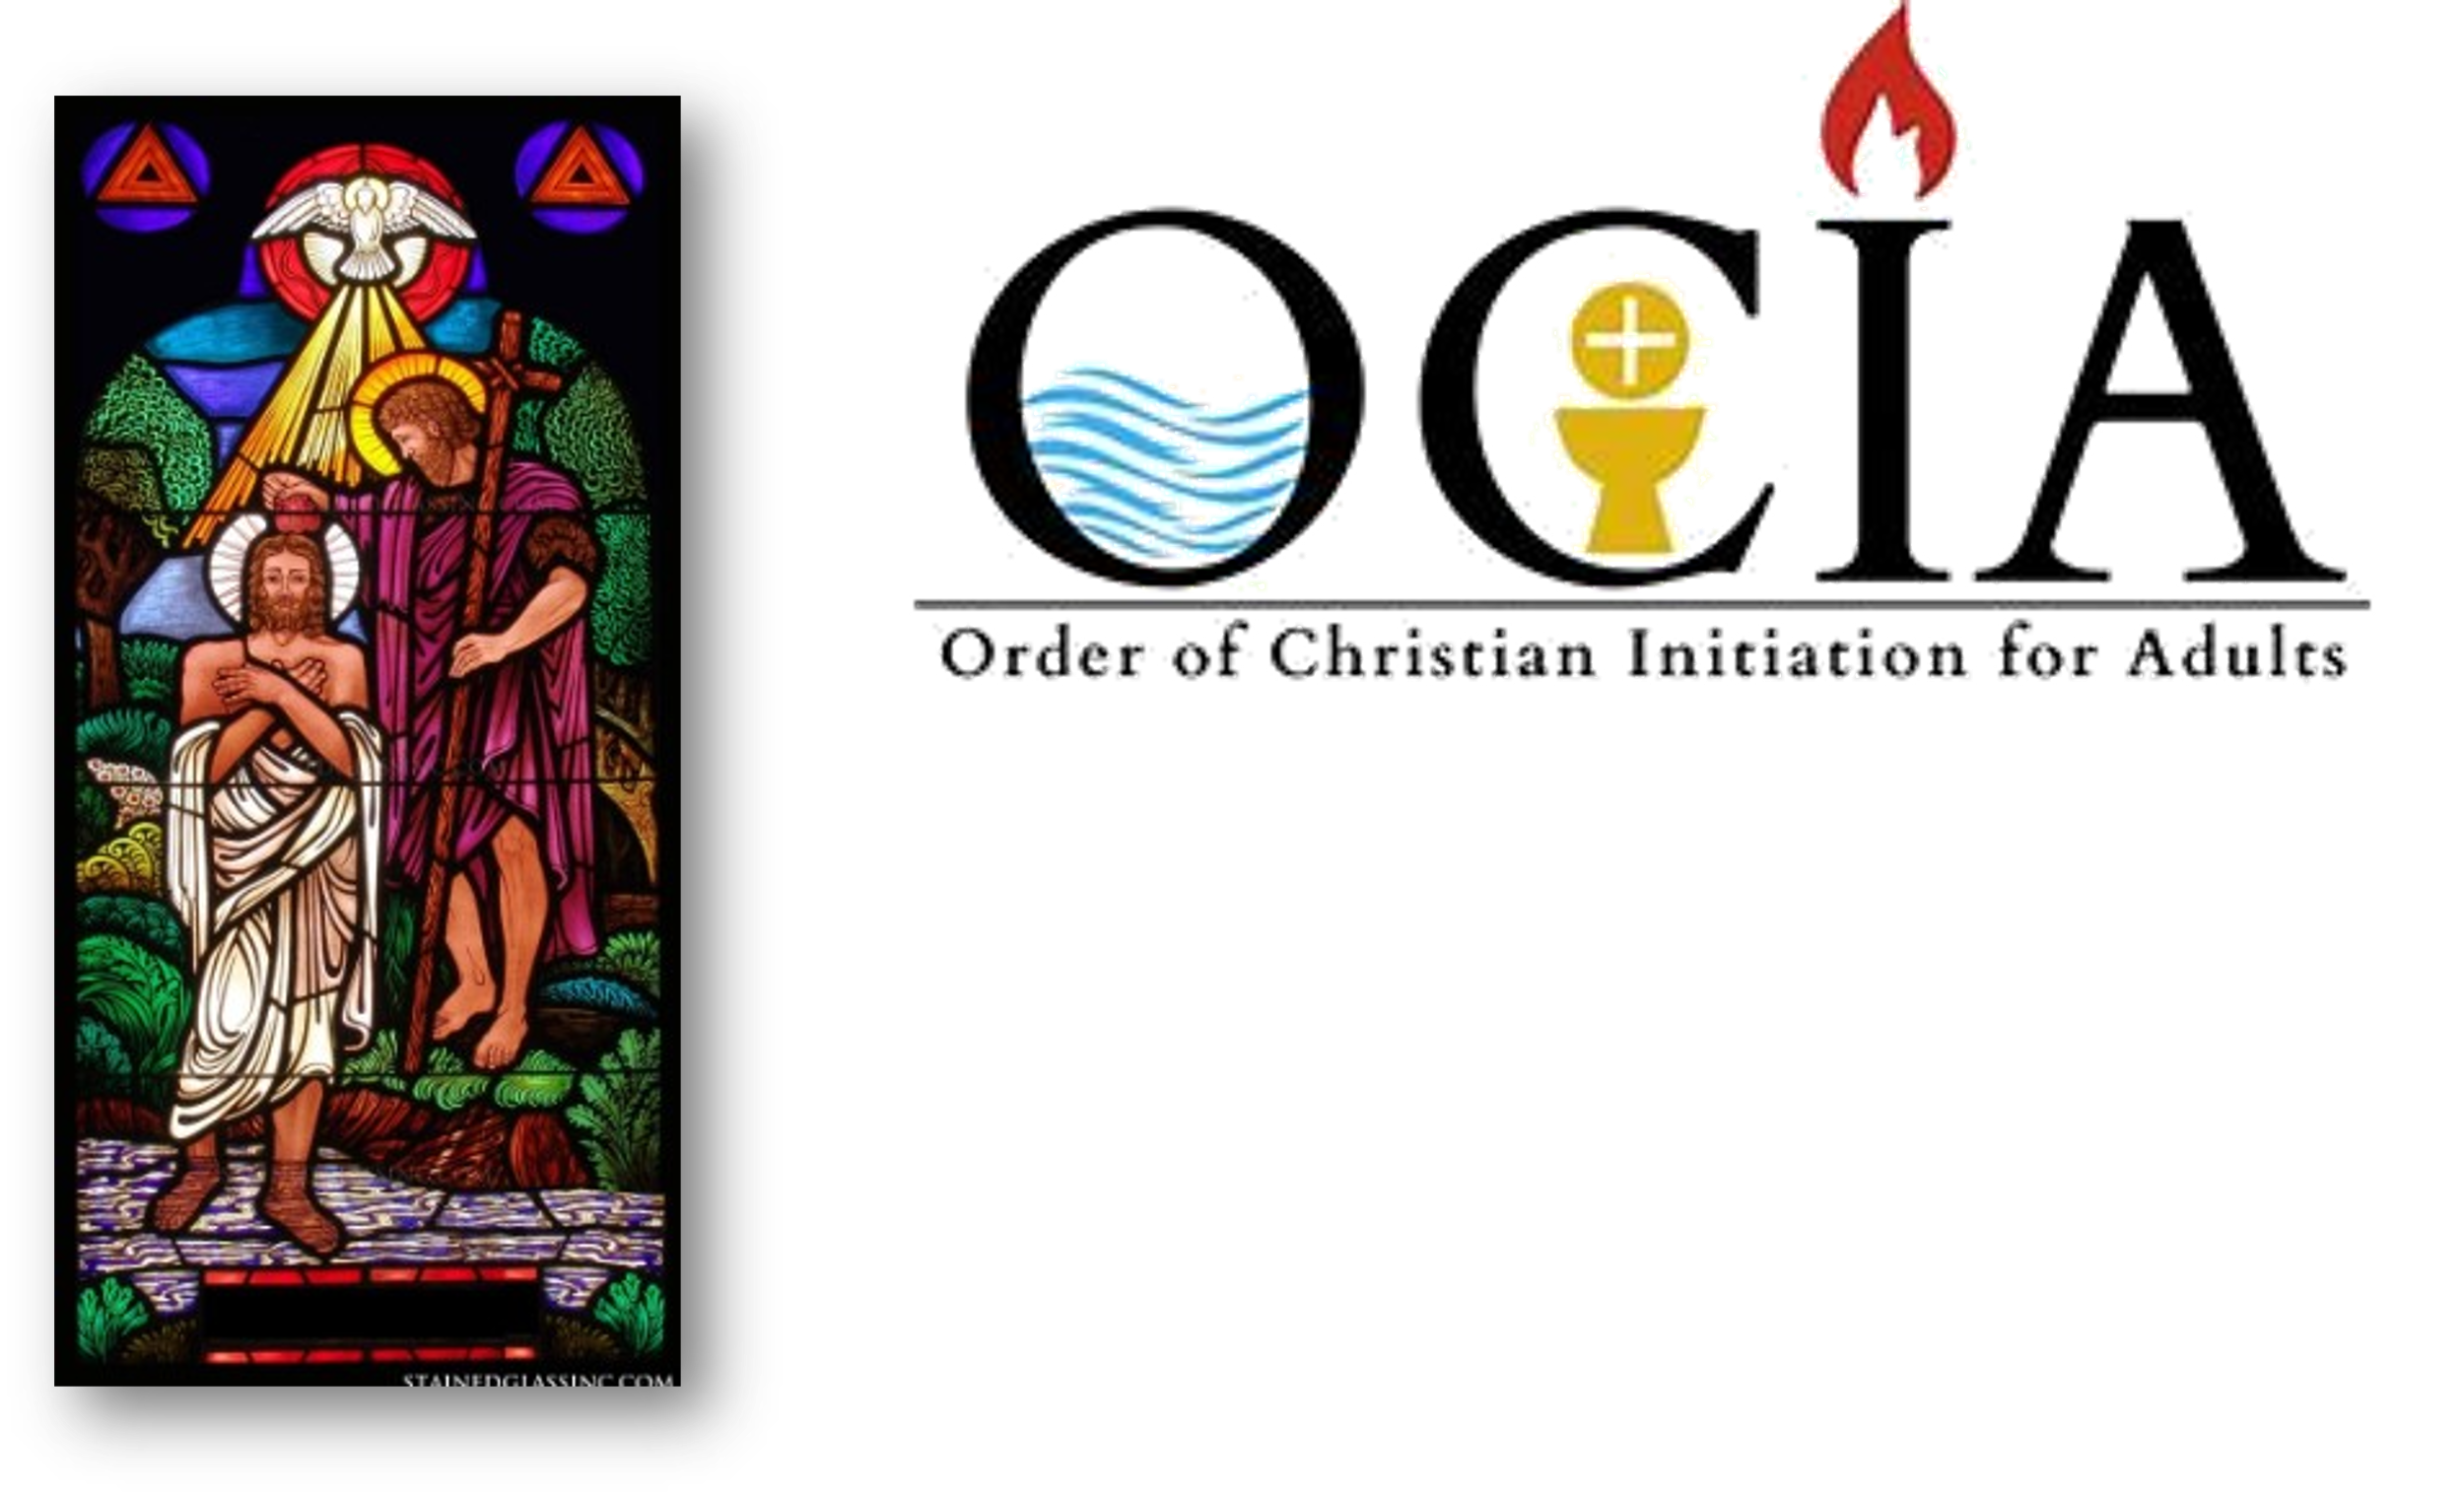 OCIA
Order of Christian Initiation for Adults
STAINEDGLASSINC.COM